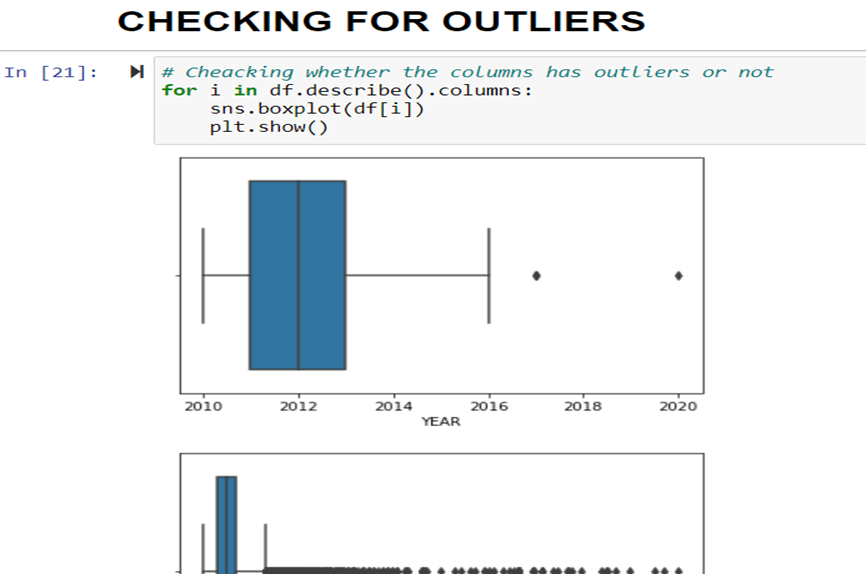 CHECKING FOR OUTLIERS
In [21]:
# Cheacking whether the columns has outliers or not
for i in df.describe().columns:
    sns.boxplot(df[i])
    plt.show()
2010 2012 2014 2016 2018 2020
YEAR